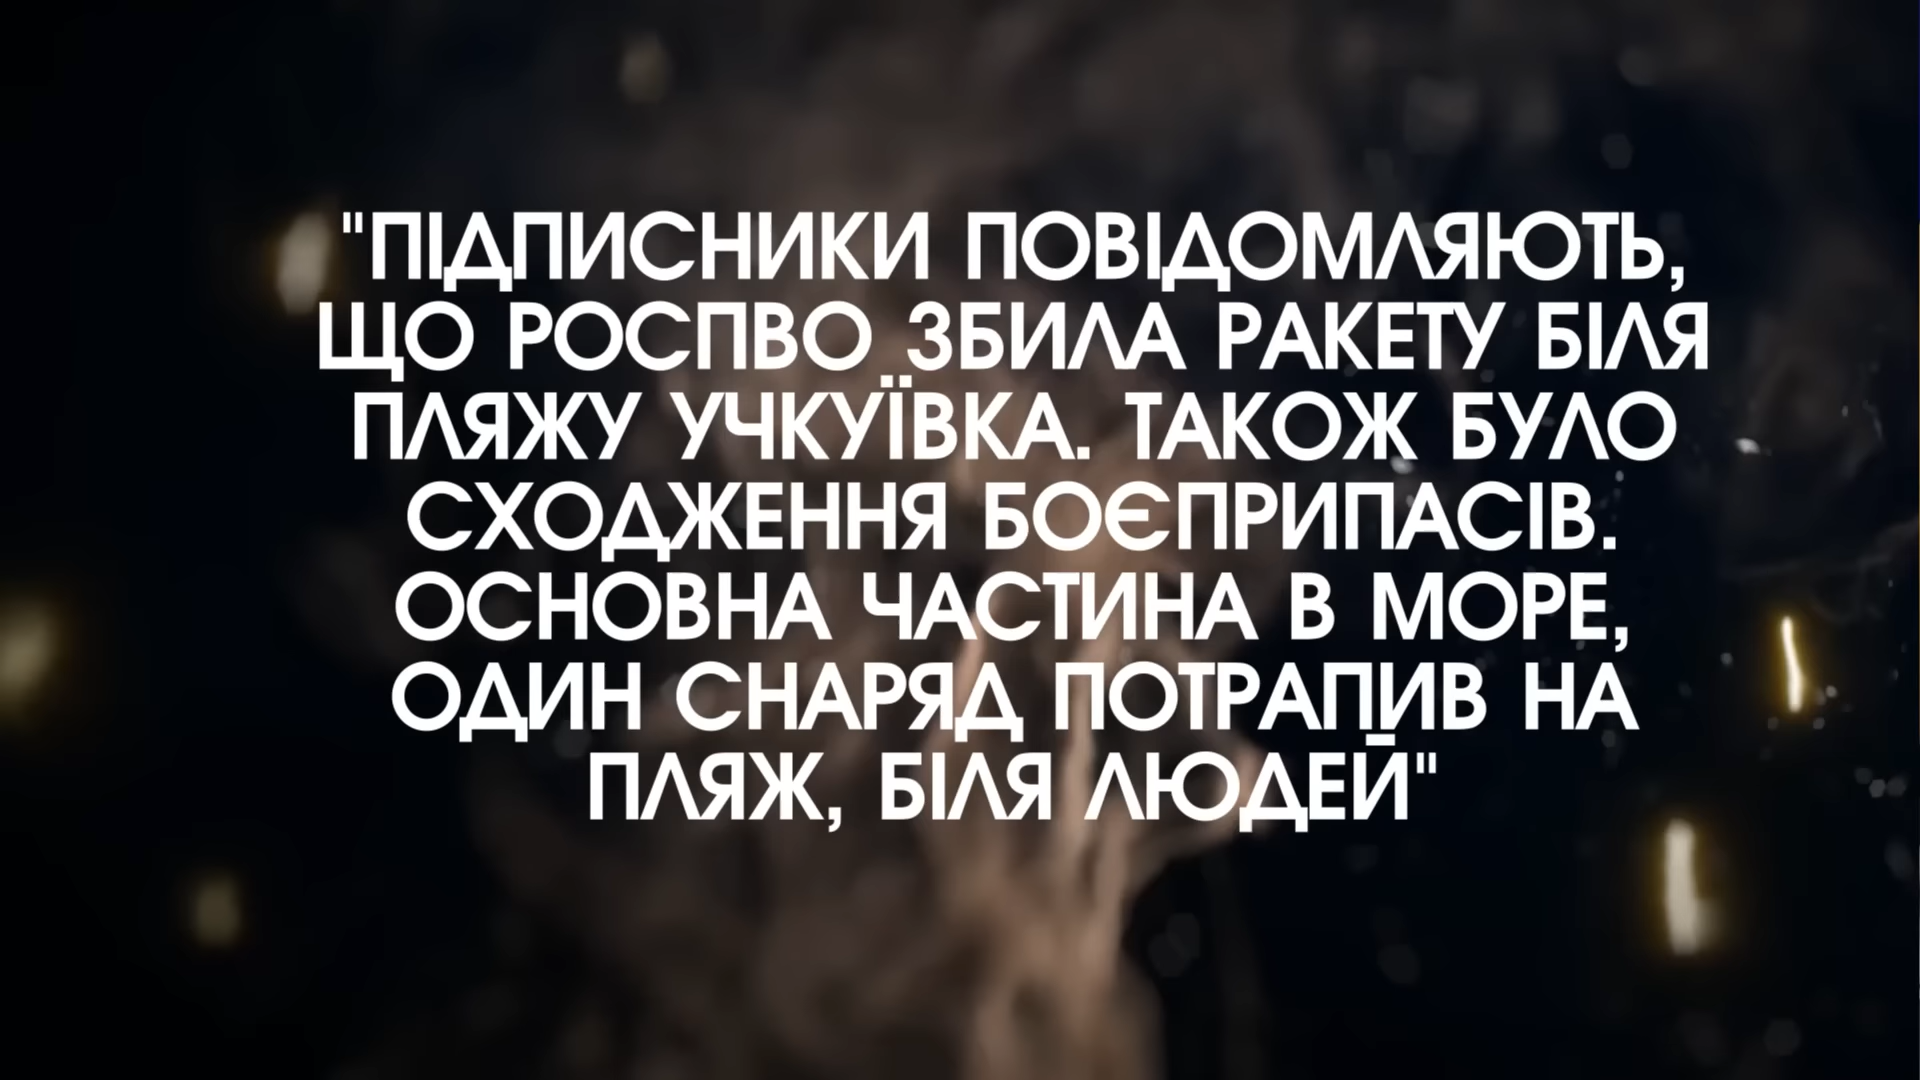 "ПІДПИСНИКИ ПОВІДОМЛЯЮТЬ,
ЩО РОСПВО ЗБИЛА РАКЕТУ БІЛЯ
ПЛЯЖУ УЧКУЇВКА. ТАКОЖ БУЛО
СХОДЖЕННЯ БОЄПРИПАСІВ.
ОСНОВНА ЧАСТИНА В МОРЕ,
ОДИН СНАРЯД ПОТРАПИВ НА
ПЛЯЖ, БІЛЯ ЛЮДЕЙ"